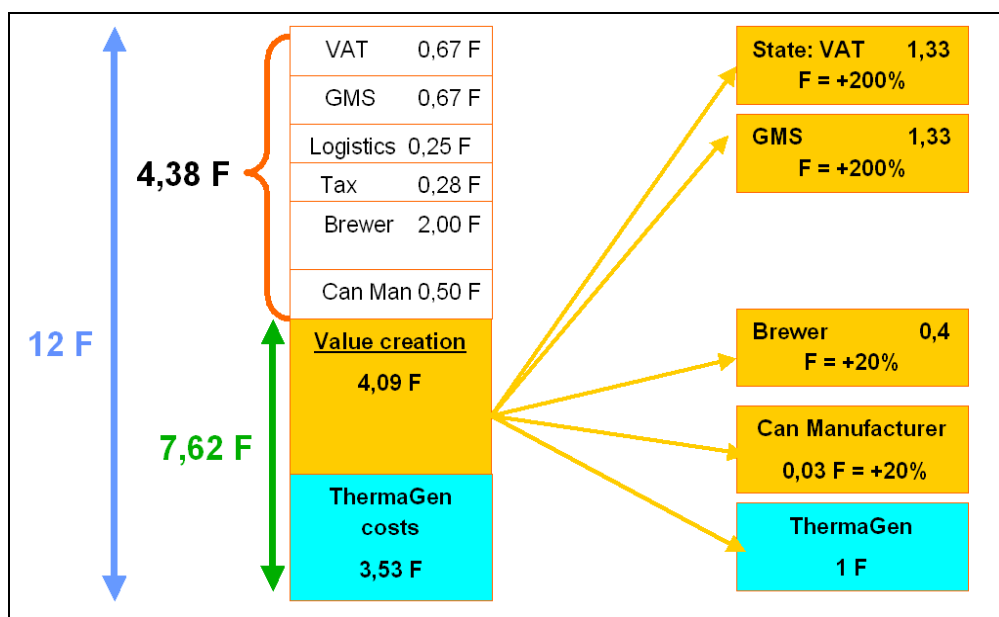 12 F
4,38 F
7,62 F
VAT 0,67 F
GMS 0,67 F
Logistics 0,25 F
Tax 0,28 F
Brewer 2,00 F
Can Man 0,50 F
Value creation
4,09 F
ThermaGen
costs
3,53 F
State: VAT 1,33
F = +200%
GMS 1,33
F = +200%
Brewer 0,4
F = +20%
Can Manufacturer
0,03 F = +20%
ThermaGen
1 F